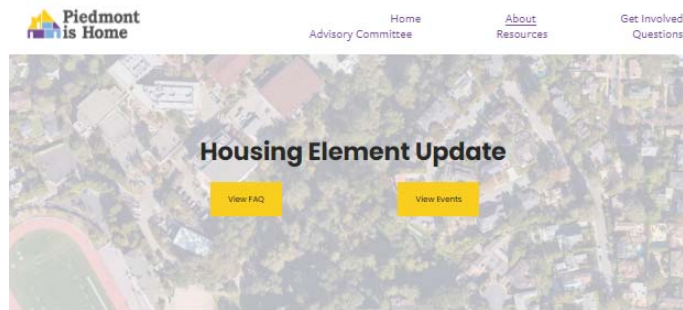 Piedmont
is Home
Home About Get Involved
Advisory Committee Resources Questions
Housing Element Update
View FAQ View Events